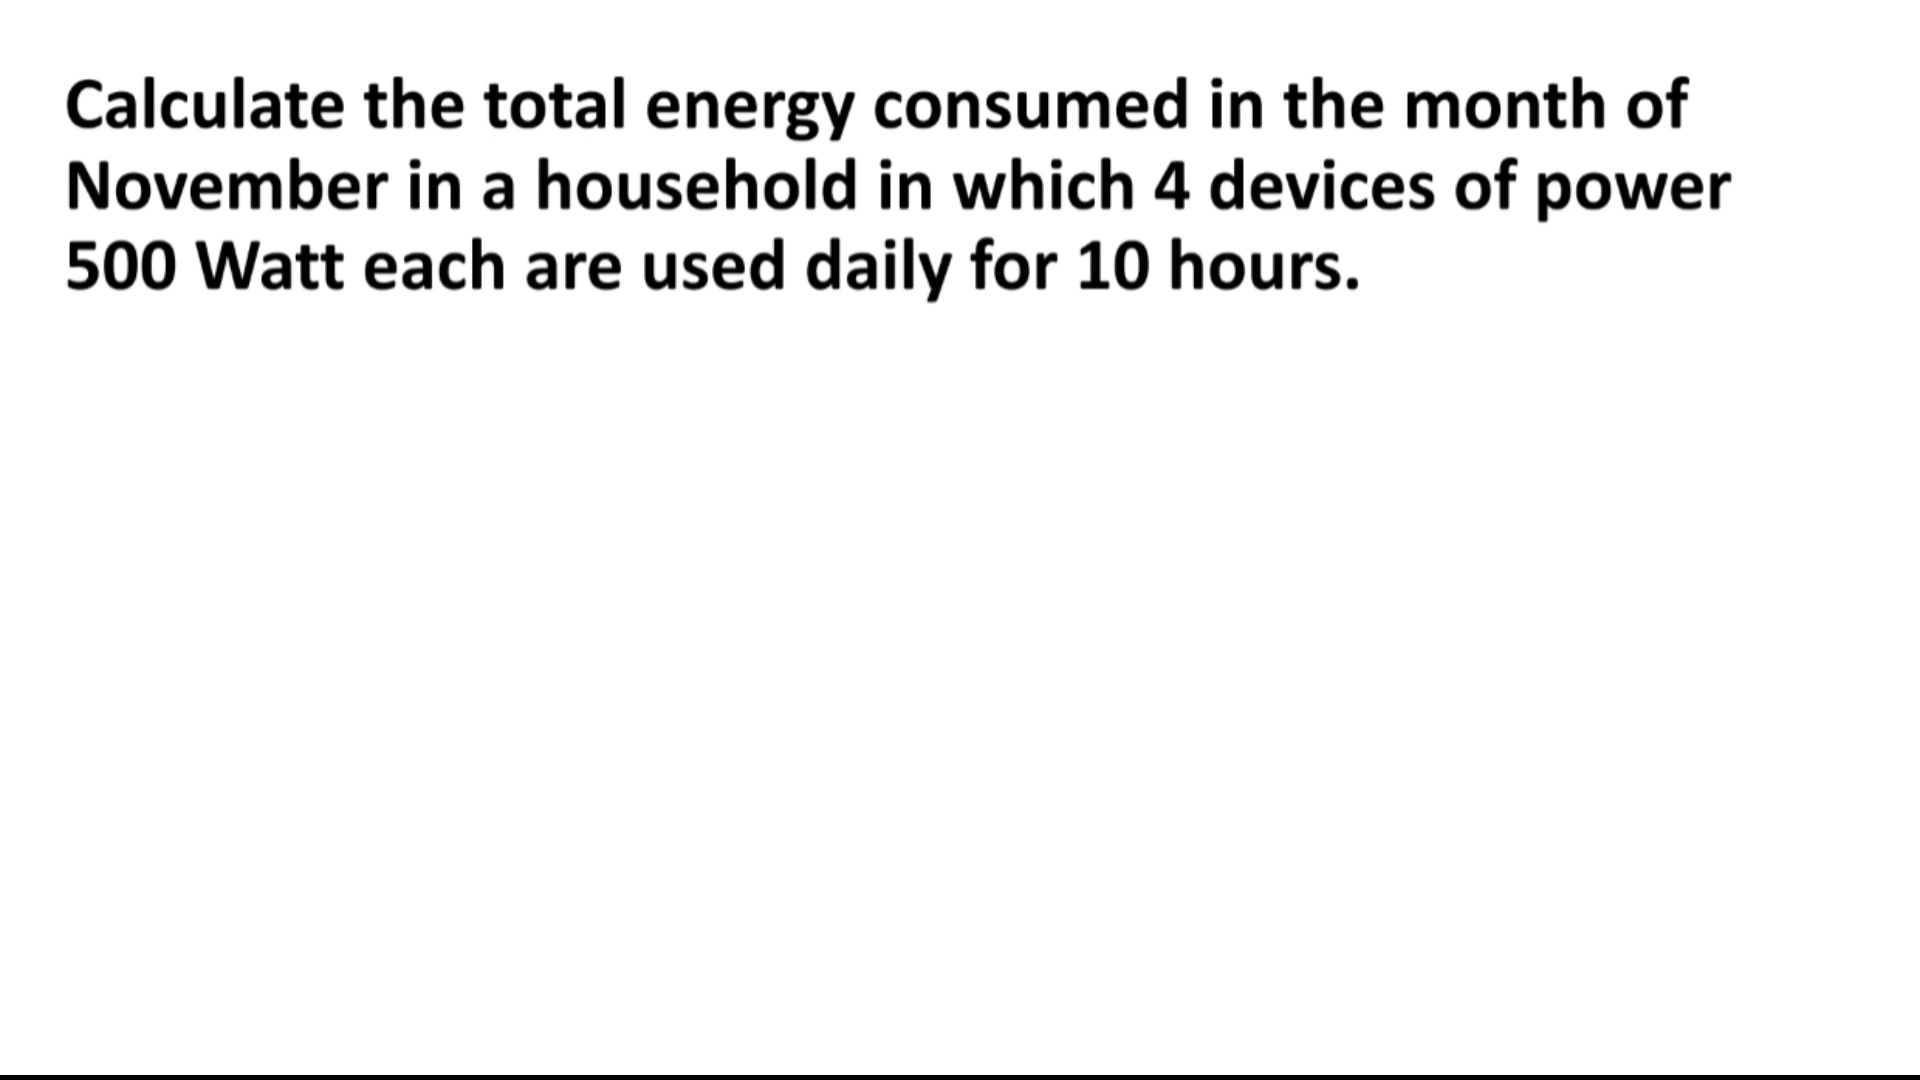 Calculate the total energy consumed in the month of
November in a household in which 4 devices of power
500 Watt each are used daily for 10 hours.